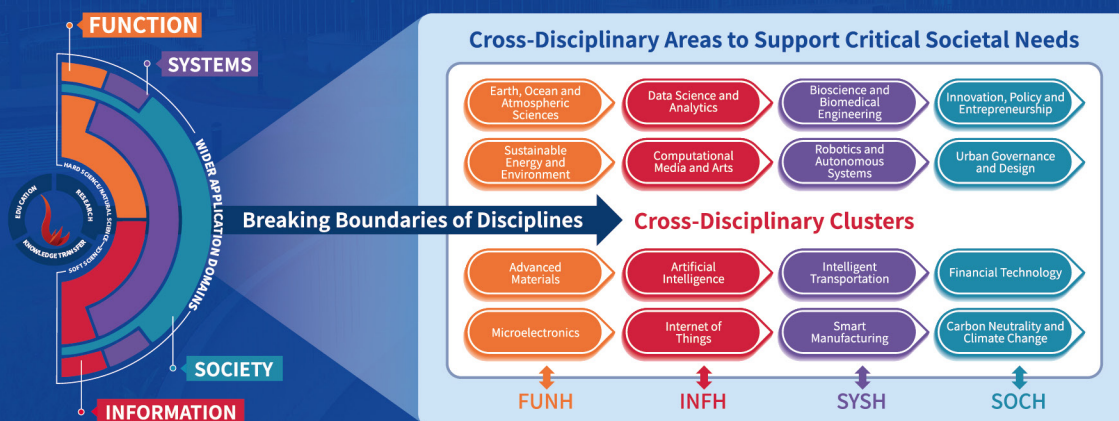 FUNCTION
SYSTEMS
WIDER APPLICATION DOMAINS
HARD SCIENCE/NATURAL SCIENCE—
SOFT SCIENCE—
EDUCATION
RESEARCH
KNOWLEDGE TRANSFER
SOCIETY
INFORMATION
Cross-Disciplinary Areas to Support Critical Societal Needs
Earth, Ocean and
Atmospheric
Sciences
Data Science and
Analytics
Bioscience and
Biomedical
Engineering
Innovation, Policy and
Entrepreneurship
Sustainable
Energy and
Environment
Computational
Media and Arts
Robotics and
Autonomous
Systems
Urban Governance
and Design
Breaking Boundaries of Disciplines
Cross-Disciplinary Clusters
Advanced
Materials
Artificial
Intelligence
Intelligent
Transportation
Financial Technology
Microelectronics
Internet of
Things
Smart
Manufacturing
Carbon Neutrality and
Climate Change
FUNH
INFH
SYSH
SOCH